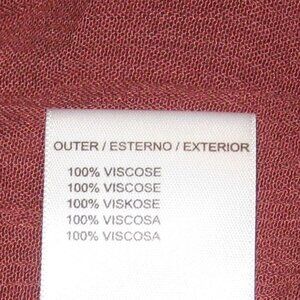 OUTER / ESTERNO / EXTERIOR
100% VISCOSE
100% VISCOSE
100% VISKOSE
100% VISCOSA
100% VISCOSA